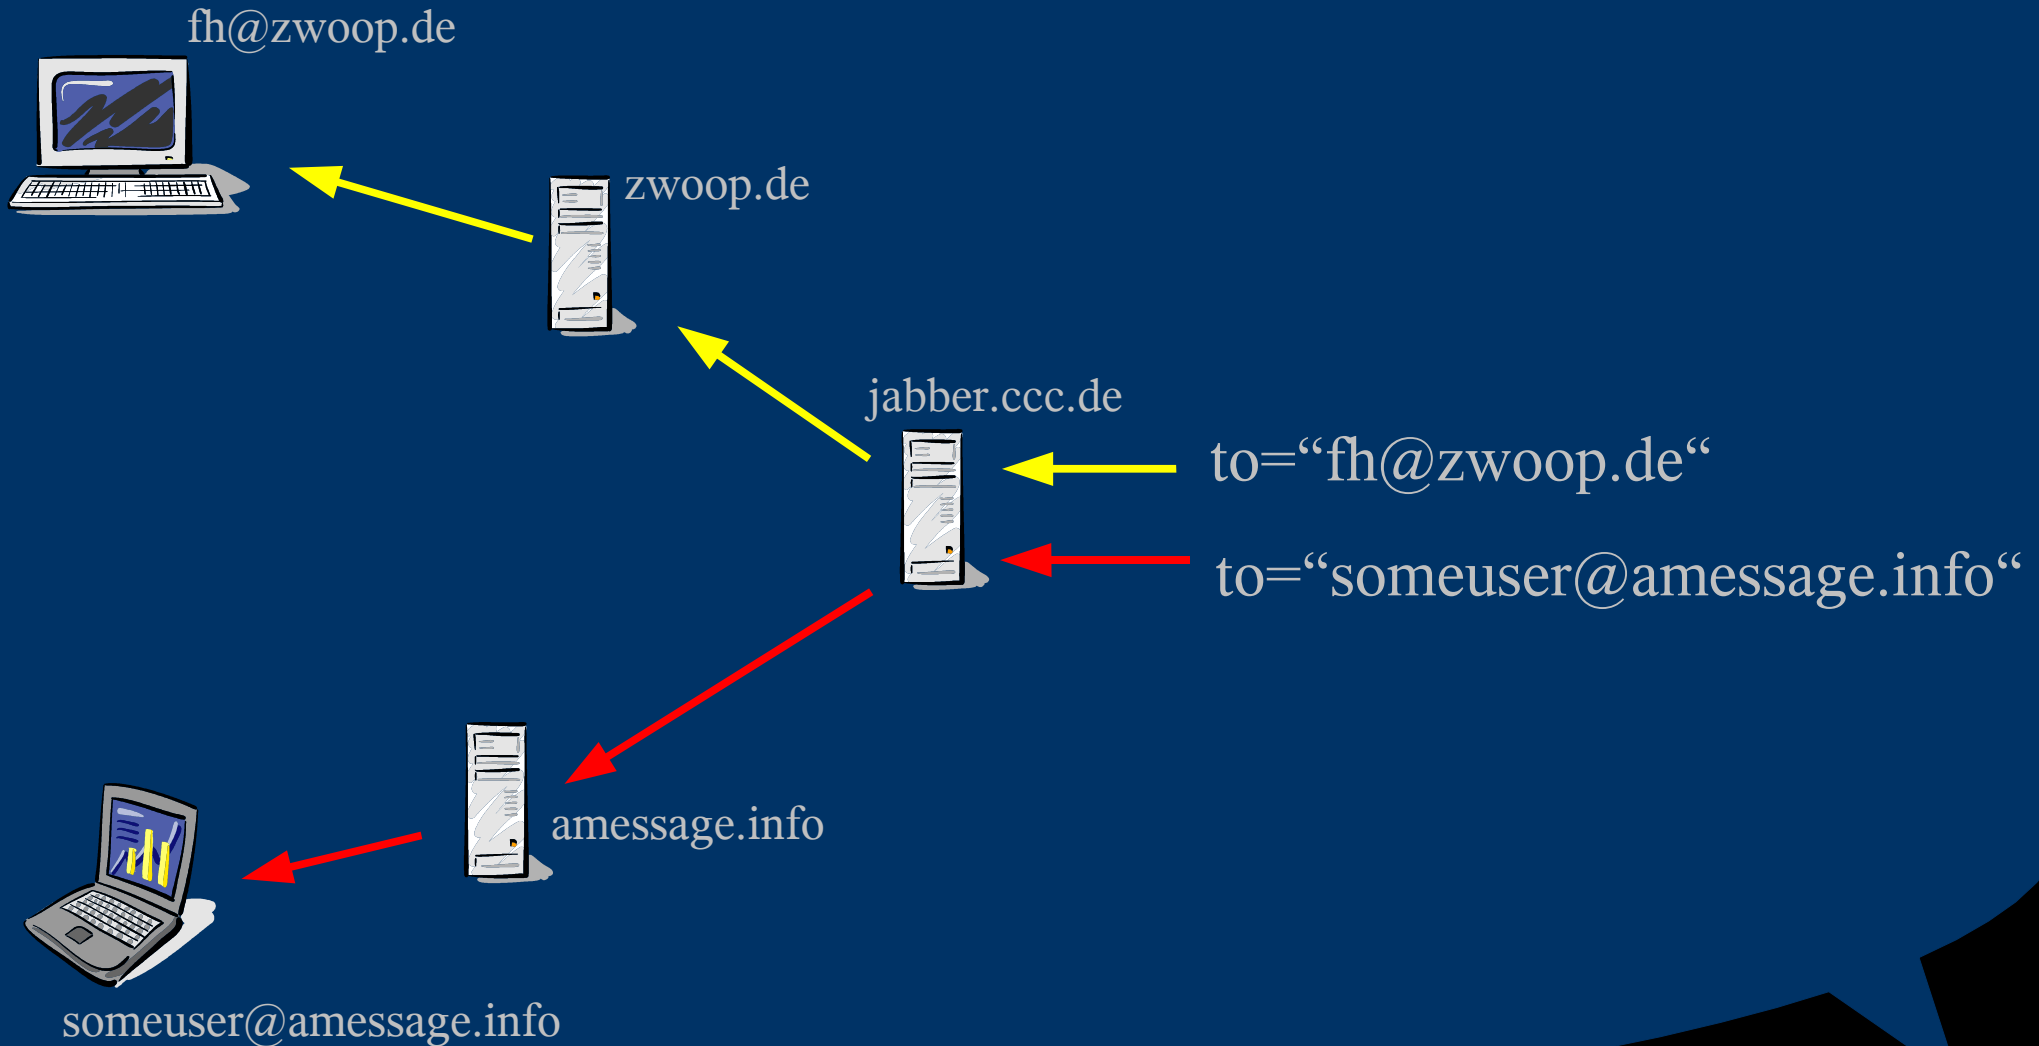 fh@zwoop.de
zwoop.de
jabber.ccc.de
to=“fh@zwoop.de“
to=“someuser@amessage.info“
amessage.info
someuser@amessage.info